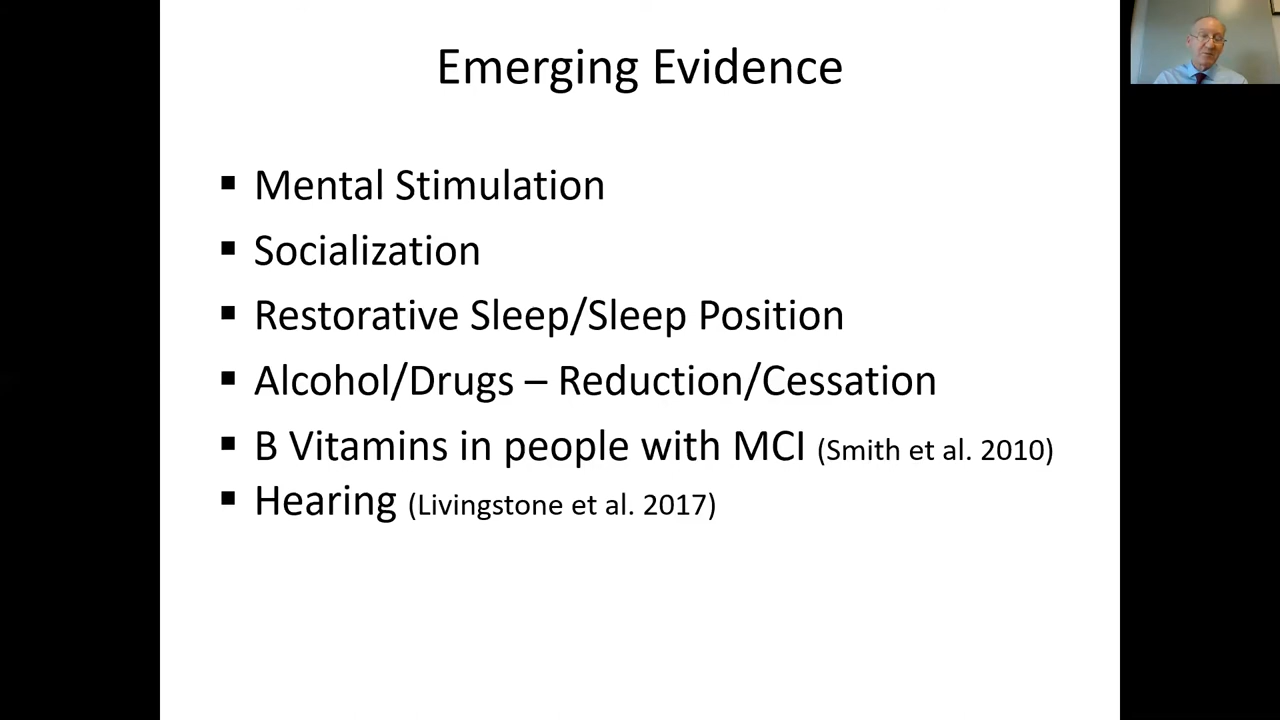 Emerging Evidence
▪ Mental Stimulation
▪ Socialization
▪ Restorative Sleep/Sleep Position
▪ Alcohol/Drugs – Reduction/Cessation
▪ B Vitamins in people with MCI (Smith et al. 2010)
▪ Hearing (Livingstone et al. 2017)